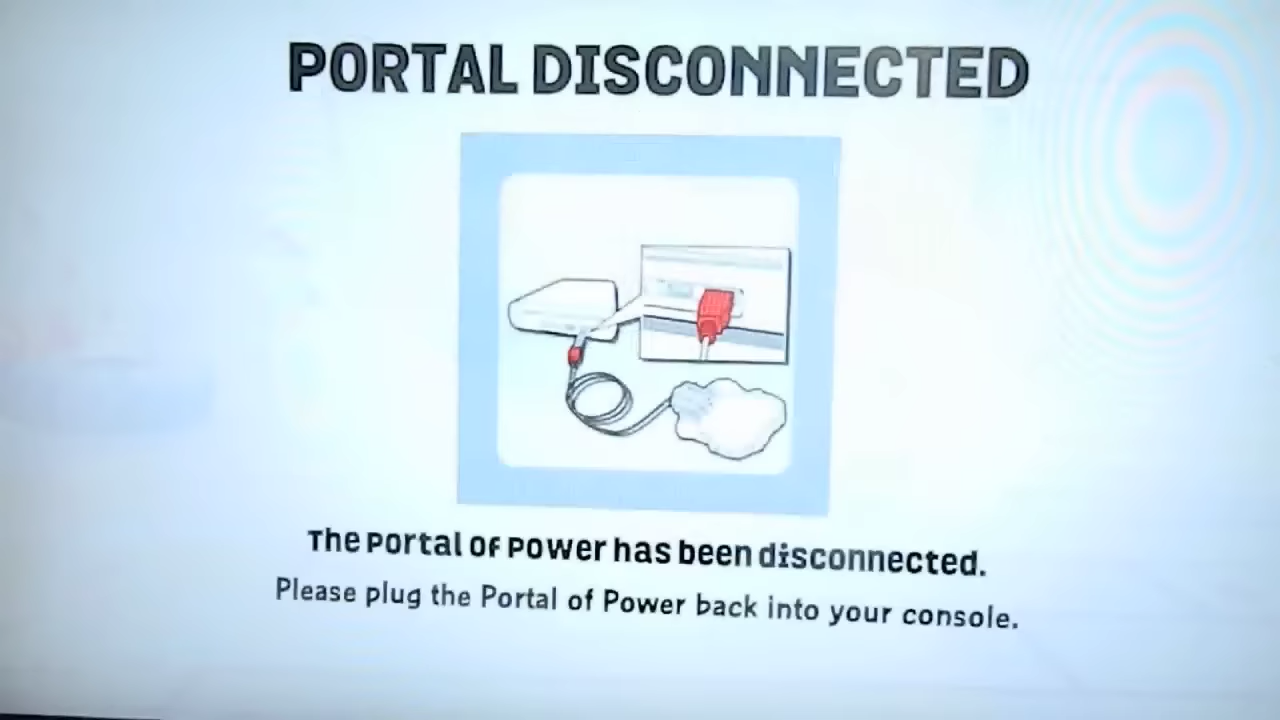 PORTAL DISCONNECTED
The Portal of Power has been disconnected.
Please plug the Portal of Power back into your console.